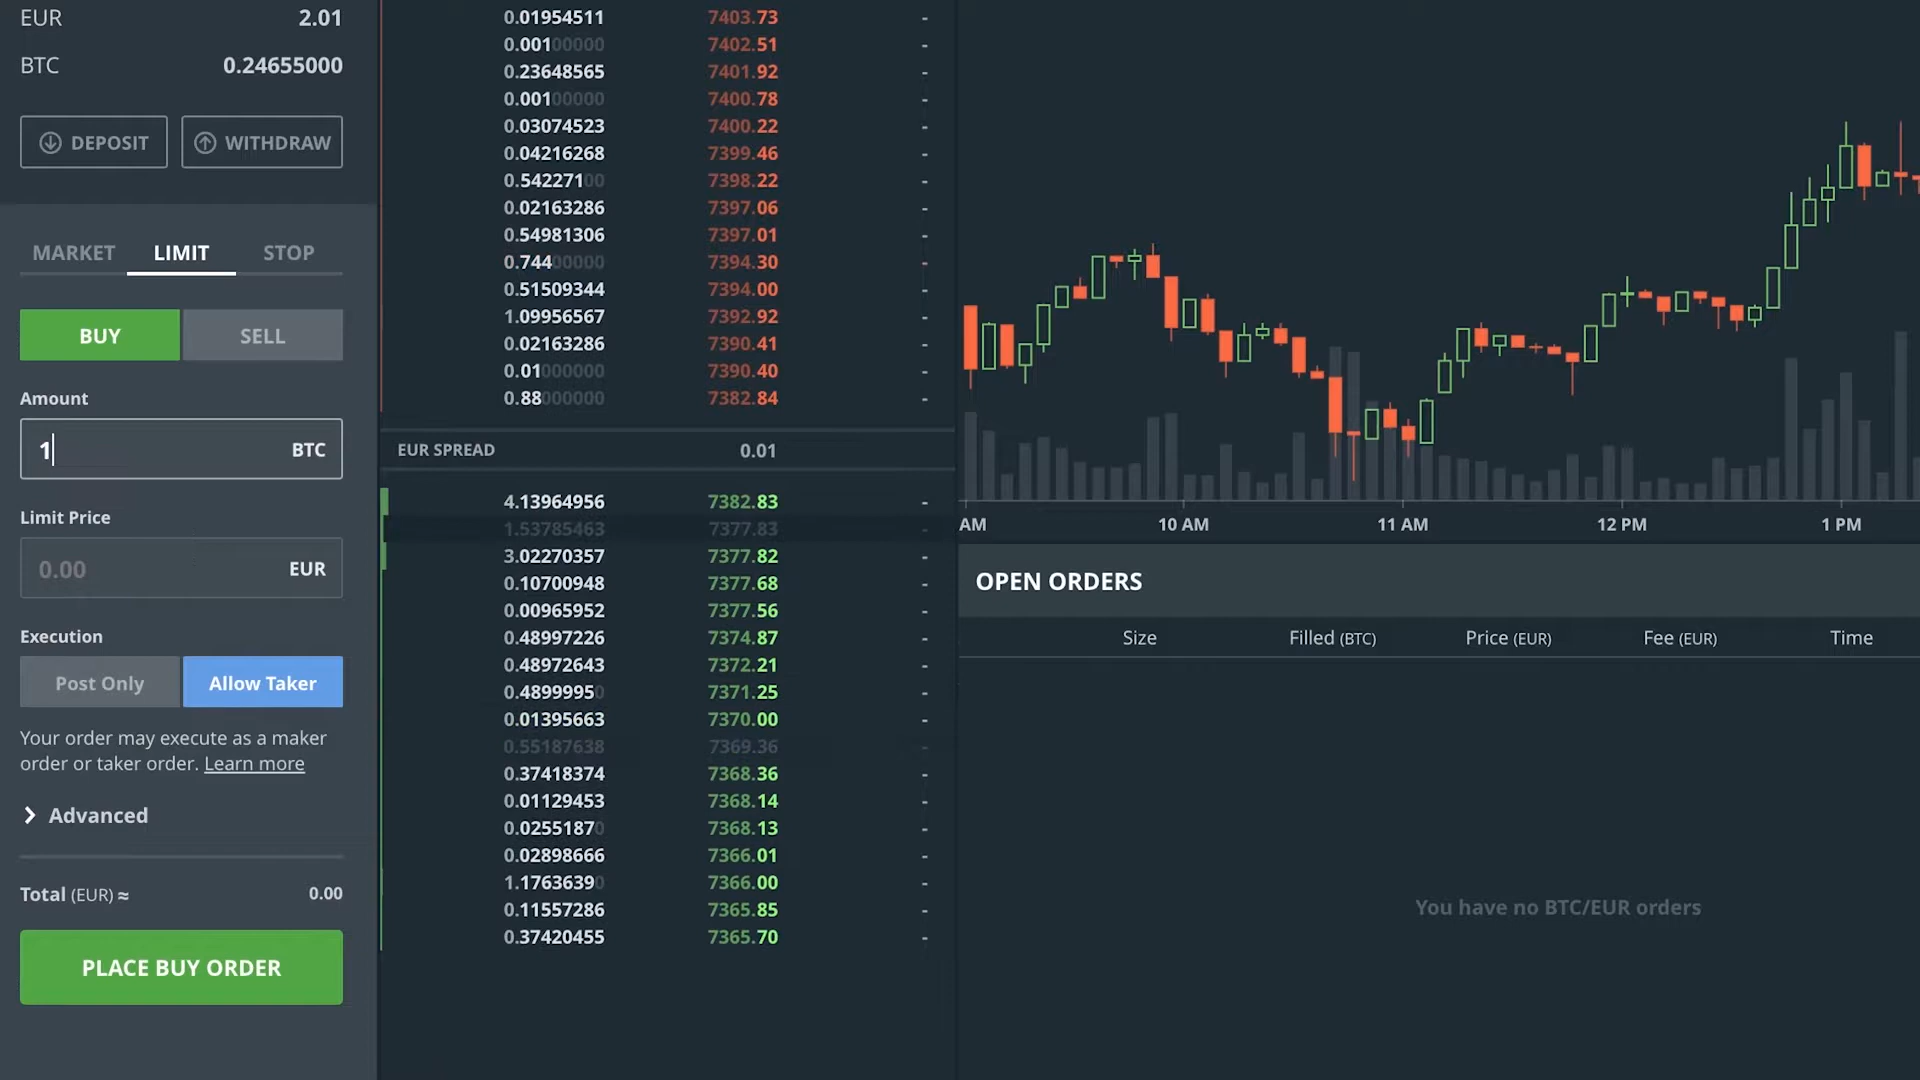 EUR 2.01
BTC 0.24655000
DEPOSIT WITHDRAW
MARKET LIMIT STOP
BUY SELL
Amount
1 BTC
Limit Price
0.00 EUR
Execution
Post Only Allow Taker
Your order may execute as a maker
order or taker order. Learn more
Advanced
Total (EUR) ≈ 0.00
PLACE BUY ORDER
0.01954511 7403.73 -
0.00100000 7402.51 -
0.23648565 7401.92 -
0.00100000 7400.78 -
0.03074523 7400.22 -
0.04216268 7399.46 -
0.54227100 7398.22 -
0.02163286 7397.06 -
0.54981306 7397.01 -
0.74400000 7394.30 -
0.51509344 7394.00 -
1.09956567 7392.92 -
0.02163286 7390.41 -
0.01000000 7390.40 -
0.88000000 7382.84 -
EUR SPREAD 0.01
4.13964956 7382.83 -
1.53785463 7377.83
3.02270357 7377.82 -
0.10700948 7377.68 -
0.00965952 7377.56 -
0.48997226 7374.87 -
0.48972643 7372.21 -
0.48999950 7371.25 -
0.01395663 7370.00 -
0.55187638 7369.36
0.37418374 7368.36 -
0.01129453 7368.14 -
0.02551870 7368.13 -
0.02898666 7366.01 -
1.17636390 7366.00 -
0.11557286 7365.85 -
0.37420455 7365.70 -
AM 10 AM 11 AM 12 PM 1 PM
OPEN ORDERS
Size Filled (BTC) Price (EUR) Fee (EUR) Time
You have no BTC/EUR orders